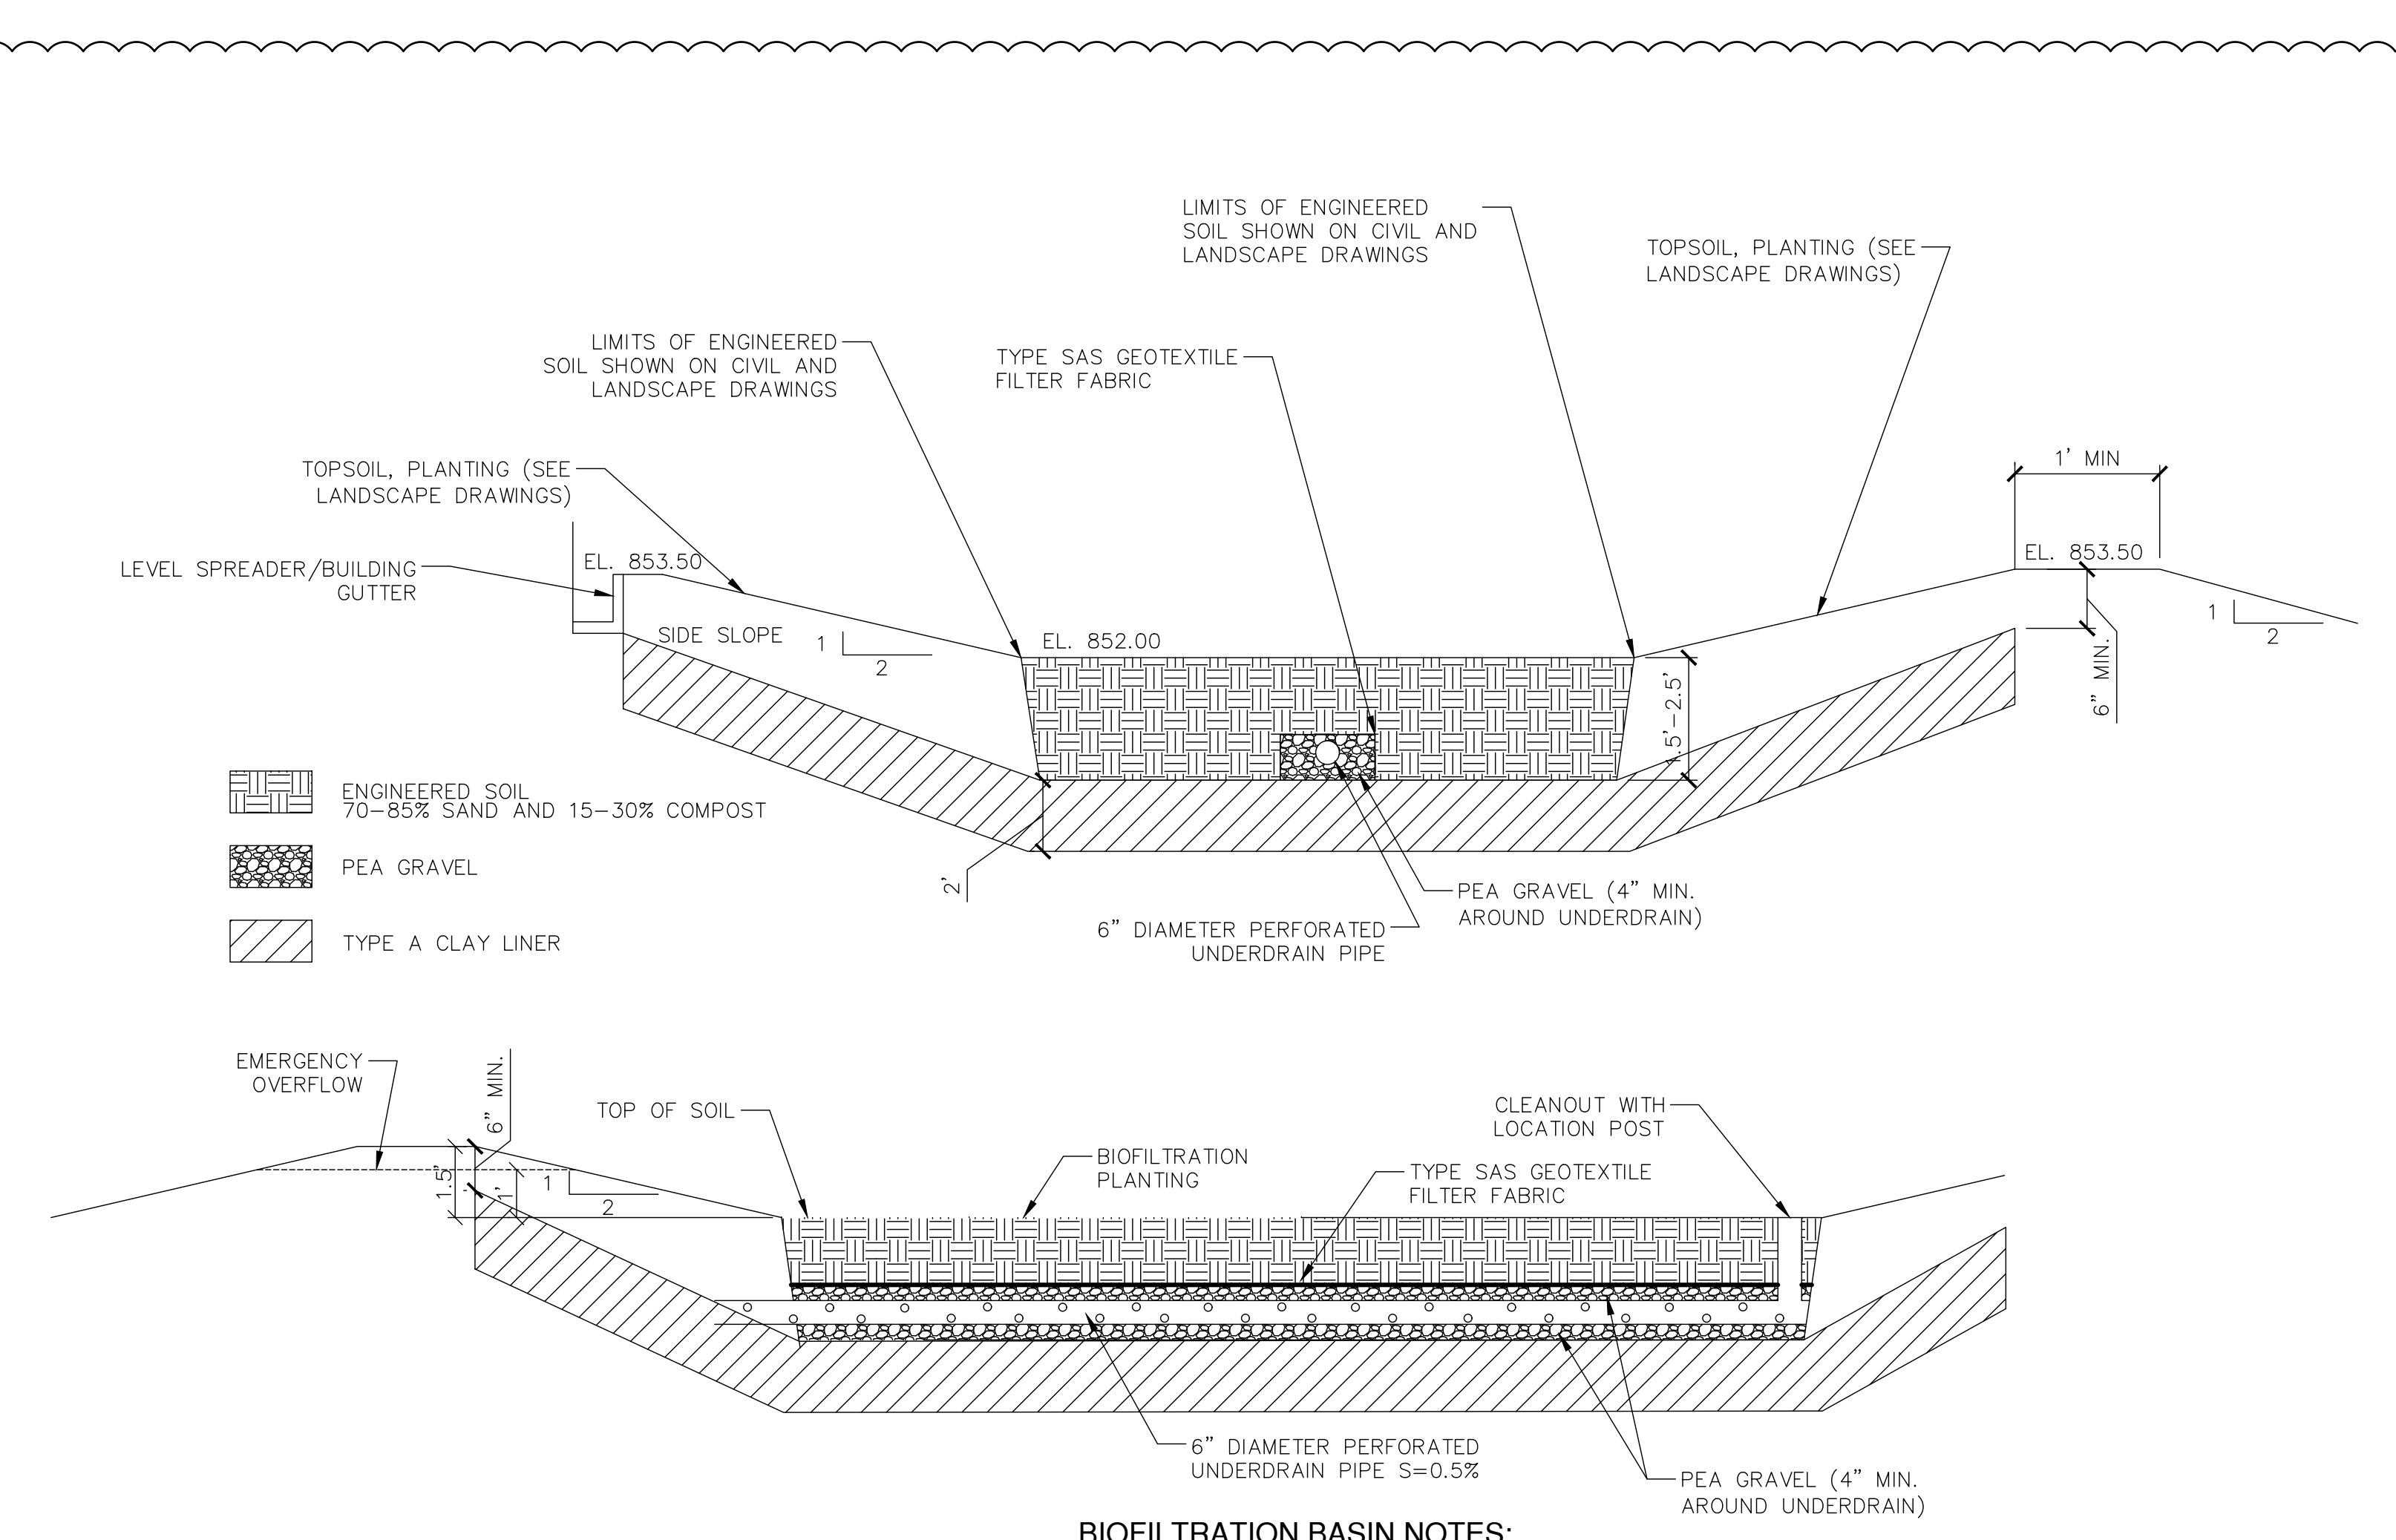 LIMITS OF ENGINEERED
SOIL SHOWN ON CIVIL AND
LANDSCAPE DRAWINGS
TOPSOIL, PLANTING (SEE
LANDSCAPE DRAWINGS)
LIMITS OF ENGINEERED
SOIL SHOWN ON CIVIL AND
LANDSCAPE DRAWINGS
TYPE SAS GEOTEXTILE
FILTER FABRIC
TOPSOIL, PLANTING (SEE
LANDSCAPE DRAWINGS)
1' MIN
LEVEL SPREADER/BUILDING
GUTTER
EL. 853.50
EL. 853.50
SIDE SLOPE
1
2
EL. 852.00
1
2
6" MIN.
1.5'-2.5'
ENGINEERED SOIL
70-85% SAND AND 15-30% COMPOST
PEA GRAVEL
TYPE A CLAY LINER
2'
PEA GRAVEL (4" MIN.
AROUND UNDERDRAIN)
6" DIAMETER PERFORATED
UNDERDRAIN PIPE
EMERGENCY
OVERFLOW
6" MIN.
TOP OF SOIL
CLEANOUT WITH
LOCATION POST
BIOFILTRATION
PLANTING
TYPE SAS GEOTEXTILE
FILTER FABRIC
1.5'
1'
1
2
6" DIAMETER PERFORATED
UNDERDRAIN PIPE S=0.5%
PEA GRAVEL (4" MIN.
AROUND UNDERDRAIN)
BIOFILTRATION BASIN NOTES: